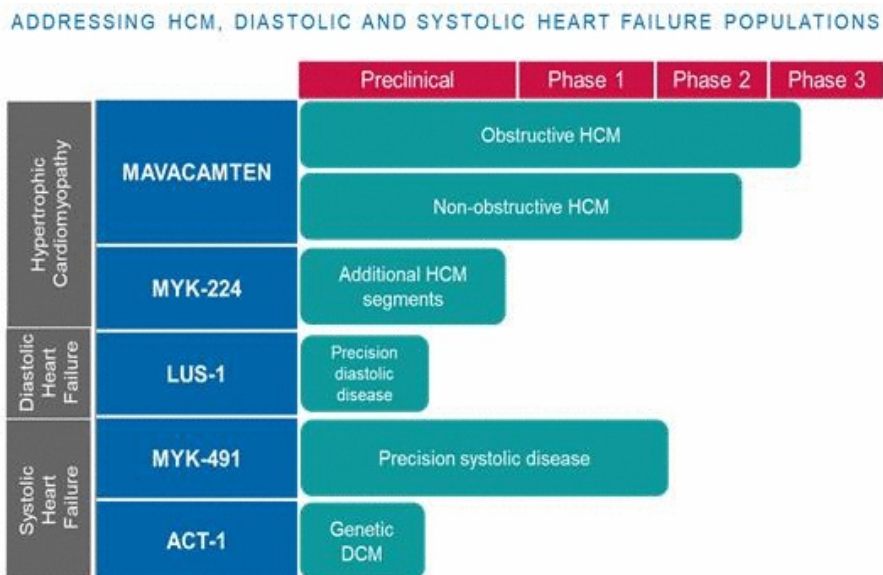 ADDRESSING HCM, DIASTOLIC AND SYSTOLIC HEART FAILURE POPULATIONS
Preclinical
Phase 1
Phase 2
Phase 3
Hypertrophic
Cardiomyopathy
MAVACAMTEN
Obstructive HCM
Non-obstructive HCM
MYK-224
Additional HCM
segments
Diastolic
Heart
Failure
LUS-1
Precision
diastolic
disease
Systolic
Heart
Failure
MYK-491
Precision systolic disease
ACT-1
Genetic
DCM